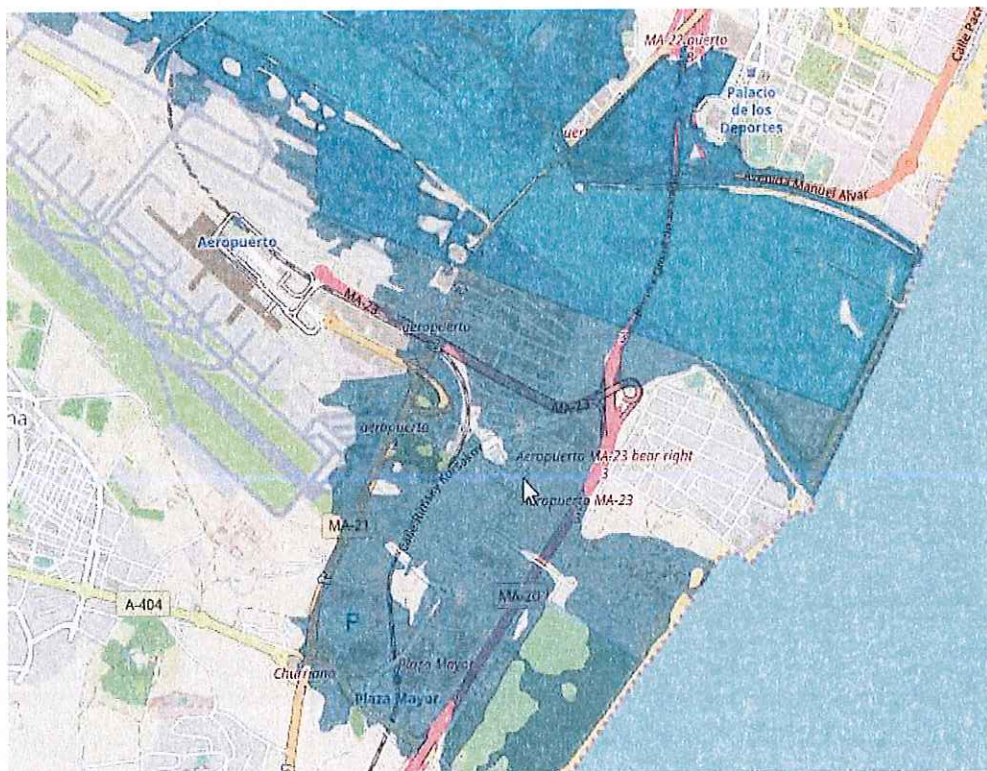 MA-22 puerto
Calle Pac
Palacio
de los
Deportes
Avenida Manuel Alvar
Aeropuerto
MA-23
aeropuerto
MA-23
aeropuerto
Aeropuerto MA-23 bear right
3
Aeropuerto MA-23
na
MA-21
MA-20
A-404
P
Churriana
1
Plaza Mayor
Plaza Mayor